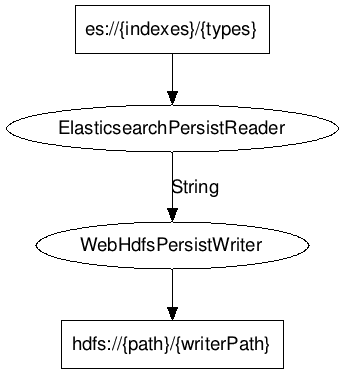 es://{indexes}/{types}
ElasticsearchPersistReader
String
WebHdfsPersistWriter
hdfs://{path}/{writerPath}